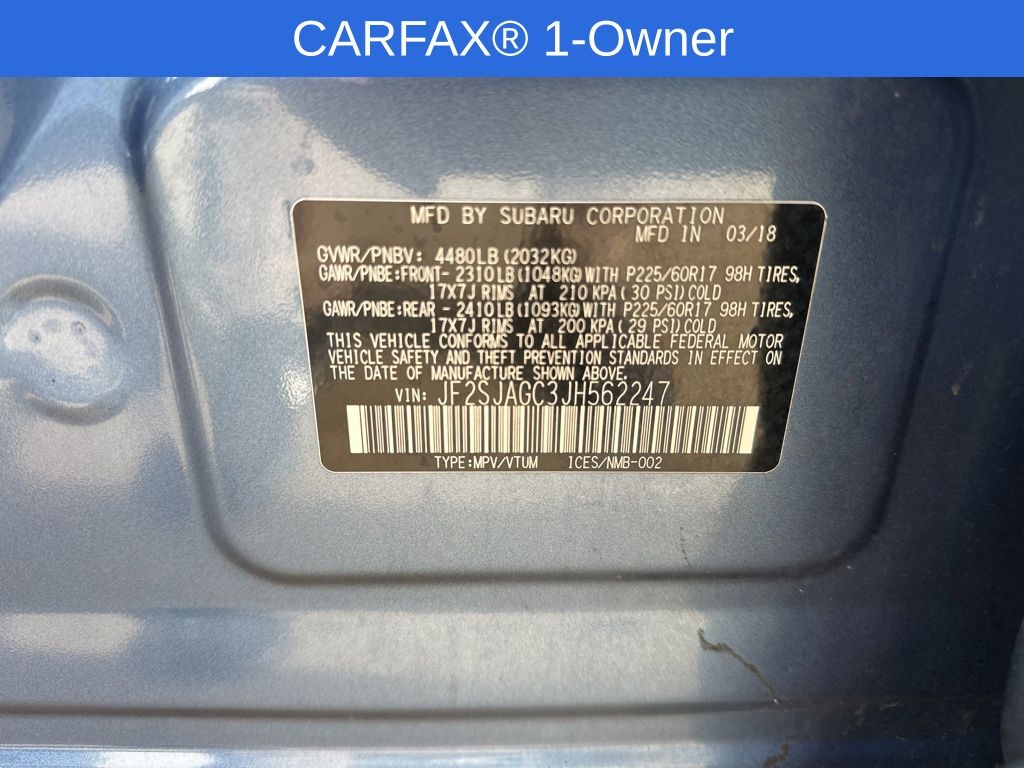 CARFAX® 1-Owner
MFD BY SUBARU CORPORATION
MFD IN 03/18
GVWR/PNBV: 4480LB(2032KG)
GAWR/PNBE:FRONT- 2310LB(1048KG)WITH P225/60R17 98H TIRES,
17X7J RIMS AT 210 KPA( 30 PSI)COLD
GAWR/PNBE:REAR - 2410LB(1093KG)WITH P225/60R17 98H TIRES,
17X7J RIMS AT 200 KPA( 29 PSI)COLD
THIS VEHICLE CONFORMS TO ALL APPLICABLE FEDERAL MOTOR
VEHICLE SAFETY AND THEFT PREVENTION STANDARDS IN EFFECT ON
THE DATE OF MANUFACTURE SHOWN ABOVE.
VIN: JF2SJAGC3JH562247
TYPE:MPV/VTUM ICES/NMB-002